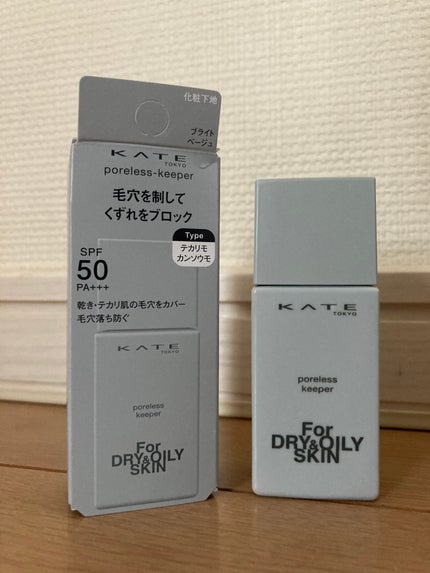 化粧下地
ブライト
ベージュ
KATE
TOKYO
poreless-keeper
毛穴を制して
くずれをブロック
Type
テカリモ
カンソウモ
SPF
50
PA+++
乾き・テカリ肌の毛穴をカバー
毛穴落ち防ぐ
KATE
TOKYO
poreless
keeper
For
DRY&OILY
SKIN
KATE
TOKYO
poreless
keeper
For
DRY&OILY
SKIN